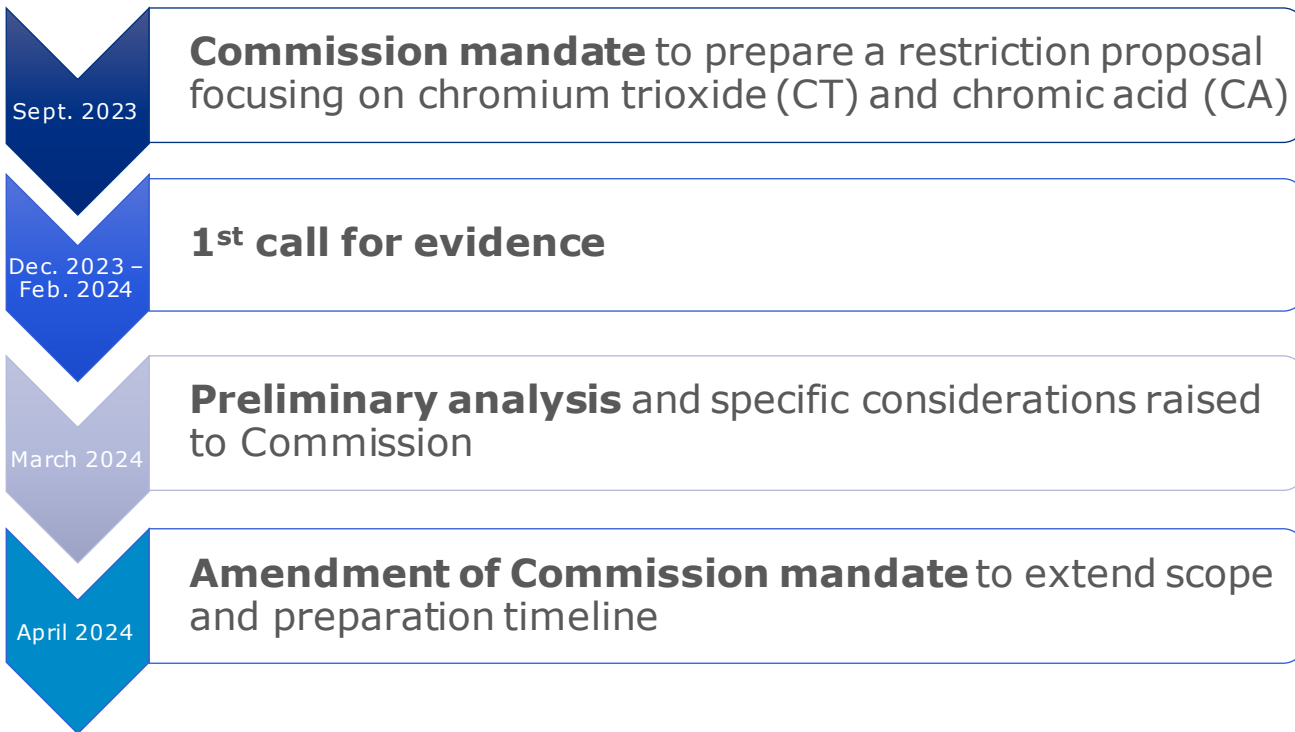 Sept. 2023
Commission mandate to prepare a restriction proposal
focusing on chromium trioxide (CT) and chromic acid (CA)
Dec. 2023 –
Feb. 2024
1st call for evidence
March 2024
Preliminary analysis and specific considerations raised
to Commission
April 2024
Amendment of Commission mandate to extend scope
and preparation timeline